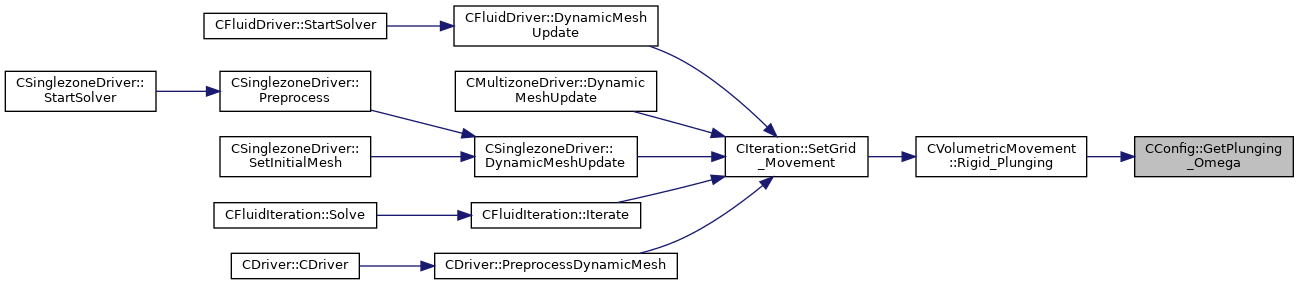 CFluidDriver::StartSolver
CFluidDriver::DynamicMesh
Update
CSinglezoneDriver::
StartSolver
CSinglezoneDriver::
Preprocess
CMultizoneDriver::Dynamic
MeshUpdate
CSinglezoneDriver::
SetInitialMesh
CSinglezoneDriver::
DynamicMeshUpdate
CIteration::SetGrid
_Movement
CVolumetricMovement
::Rigid_Plunging
CConfig::GetPlunging
_Omega
CFluidIteration::Solve
CFluidIteration::Iterate
CDriver::CDriver
CDriver::PreprocessDynamicMesh